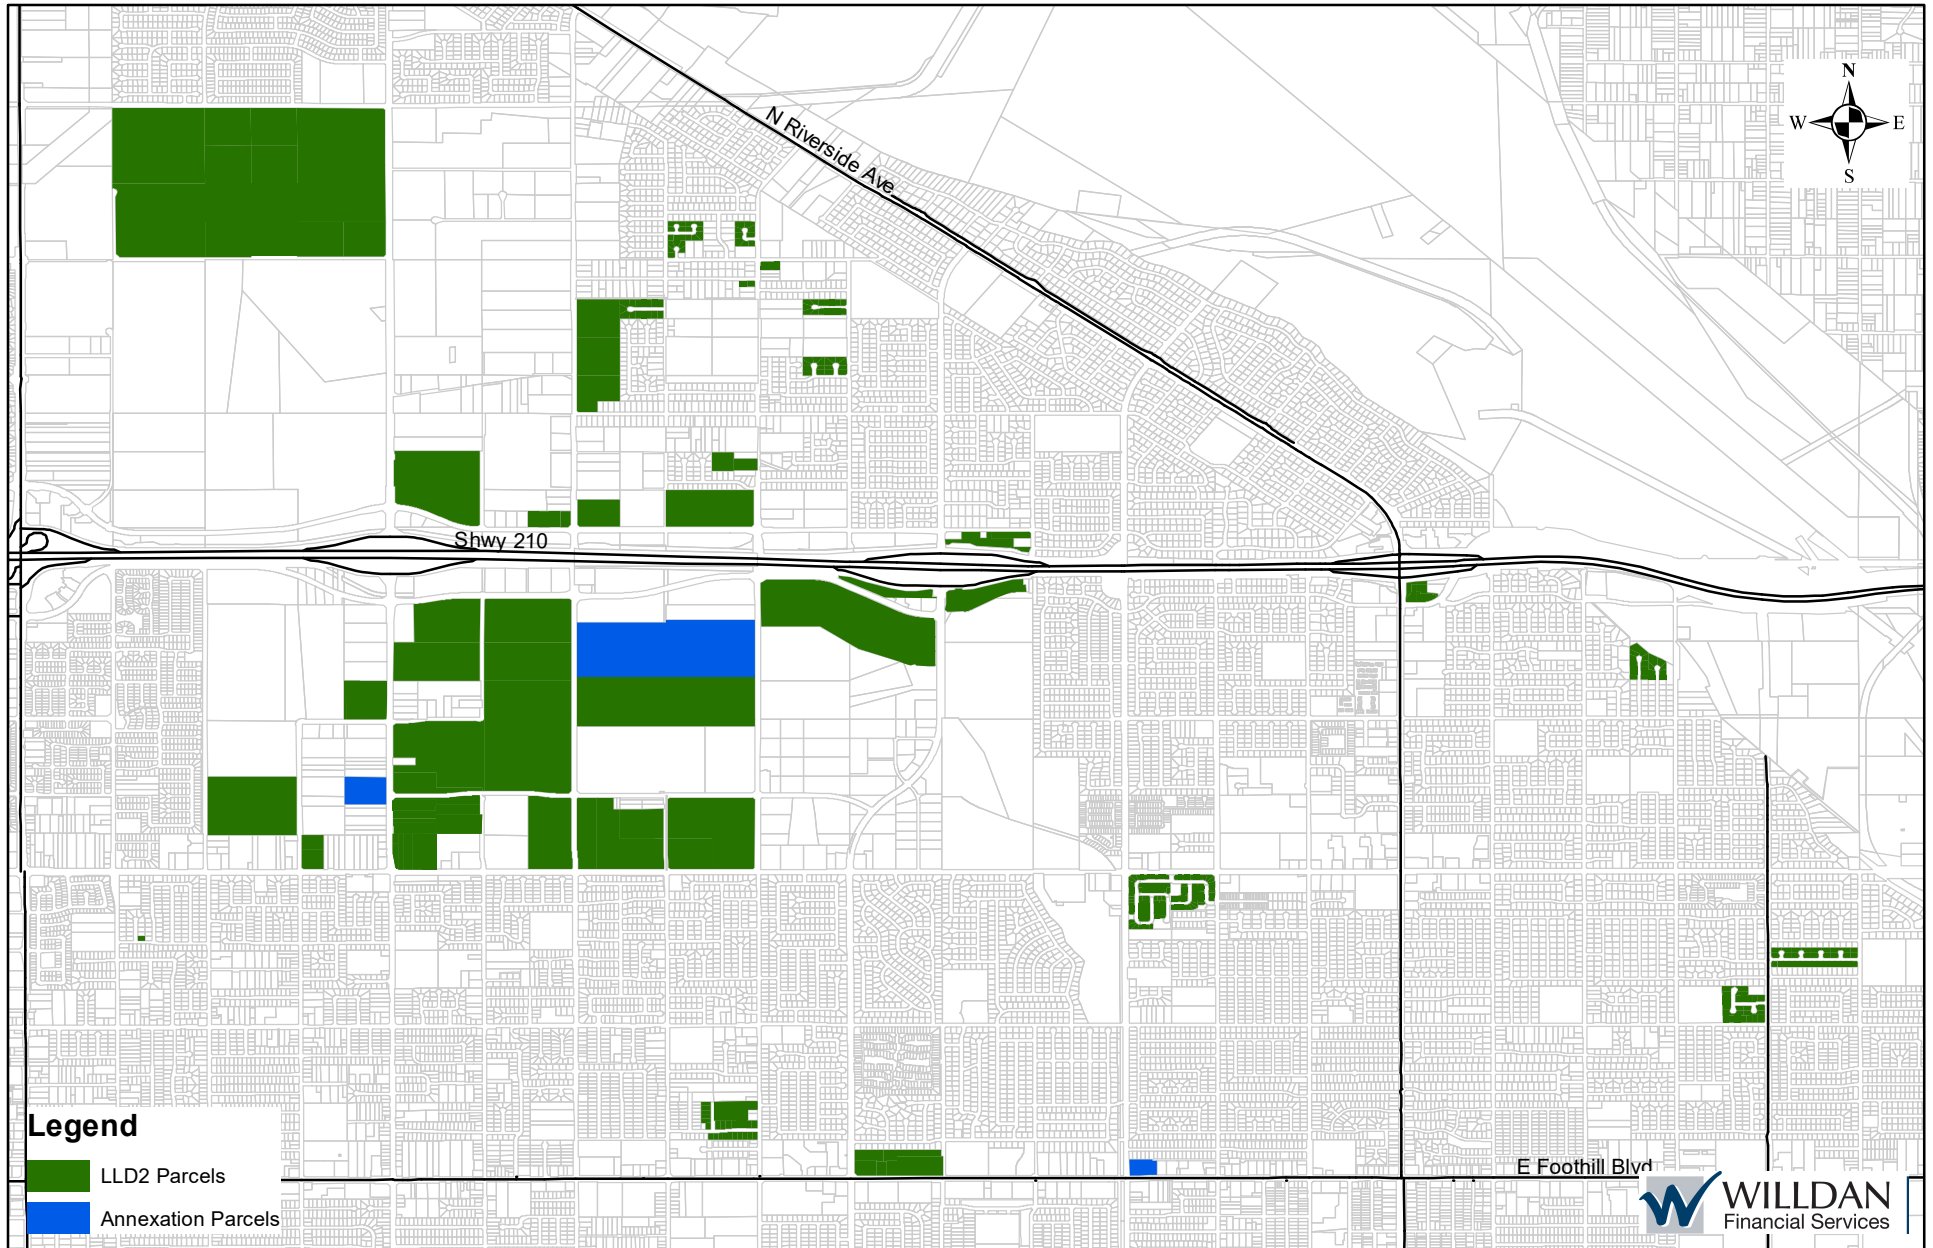 N
W E
S
N Riverside Ave
Shwy 210
E Foothill Blvd
Legend
LLD2 Parcels
Annexation Parcels
W WILLDAN
Financial Services